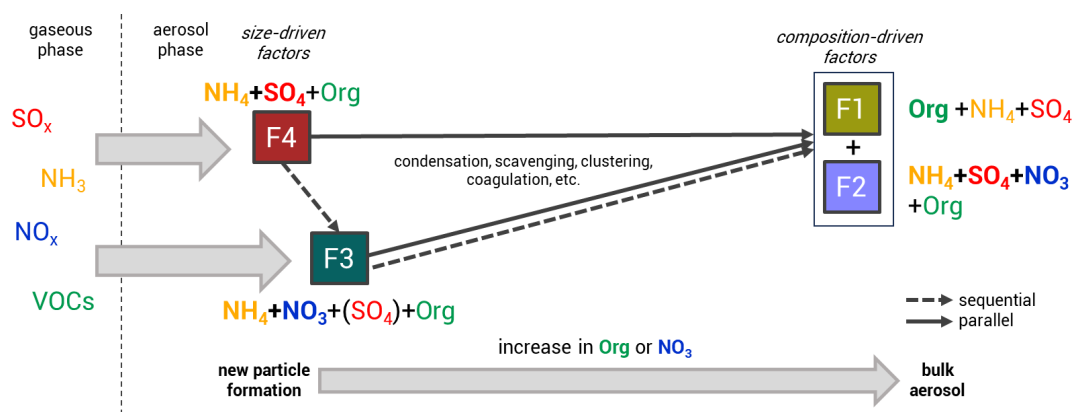 gaseous
phase
aerosol
phase
size-driven
factors
composition-driven
factors
NH₄+SO₄+Org
SOₓ
NH₃
NOₓ
VOCs
F4
F3
condensation, scavenging, clustering,
coagulation, etc.
NH₄+NO₃+(SO₄)+Org
F1
+
F2
Org +NH₄+SO₄
NH₄+SO₄+NO₃
+Org
sequential
parallel
increase in Org or NO₃
new particle
formation
bulk
aerosol